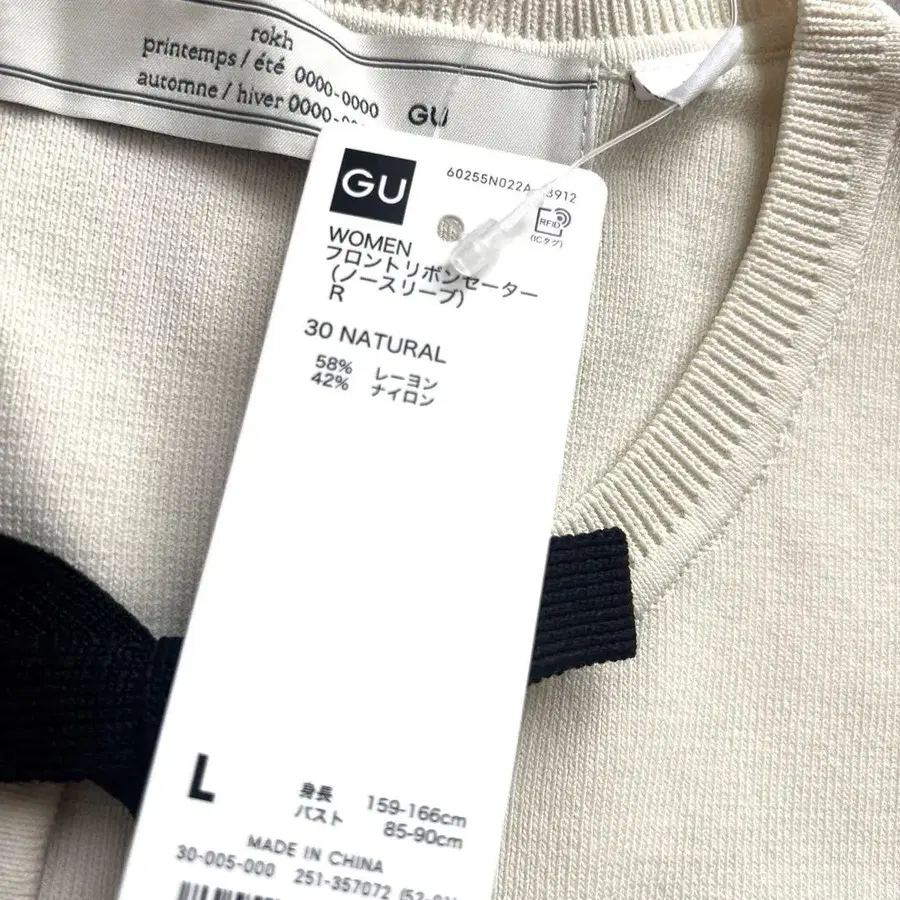 rokh
printemps / été 0000-0000
automne / hiver 0000-
GU
GU
60255N022A
RFID
(ICタグ)
WOMEN
フロントリボンセーター
(ノースリーブ)
R
30 NATURAL
58% レーヨン
42% ナイロン
L
身長 159-166cm
バスト 85-90cm
MADE IN CHINA
30-005-000 251-357072